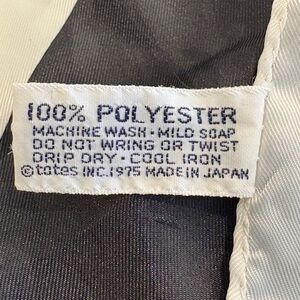 100% POLYESTER
MACHINE WASH • MILD SOAP
DO NOT WRING OR TWIST
DRIP DRY • COOL IRON
©totes INC.1975 MADE IN JAPAN